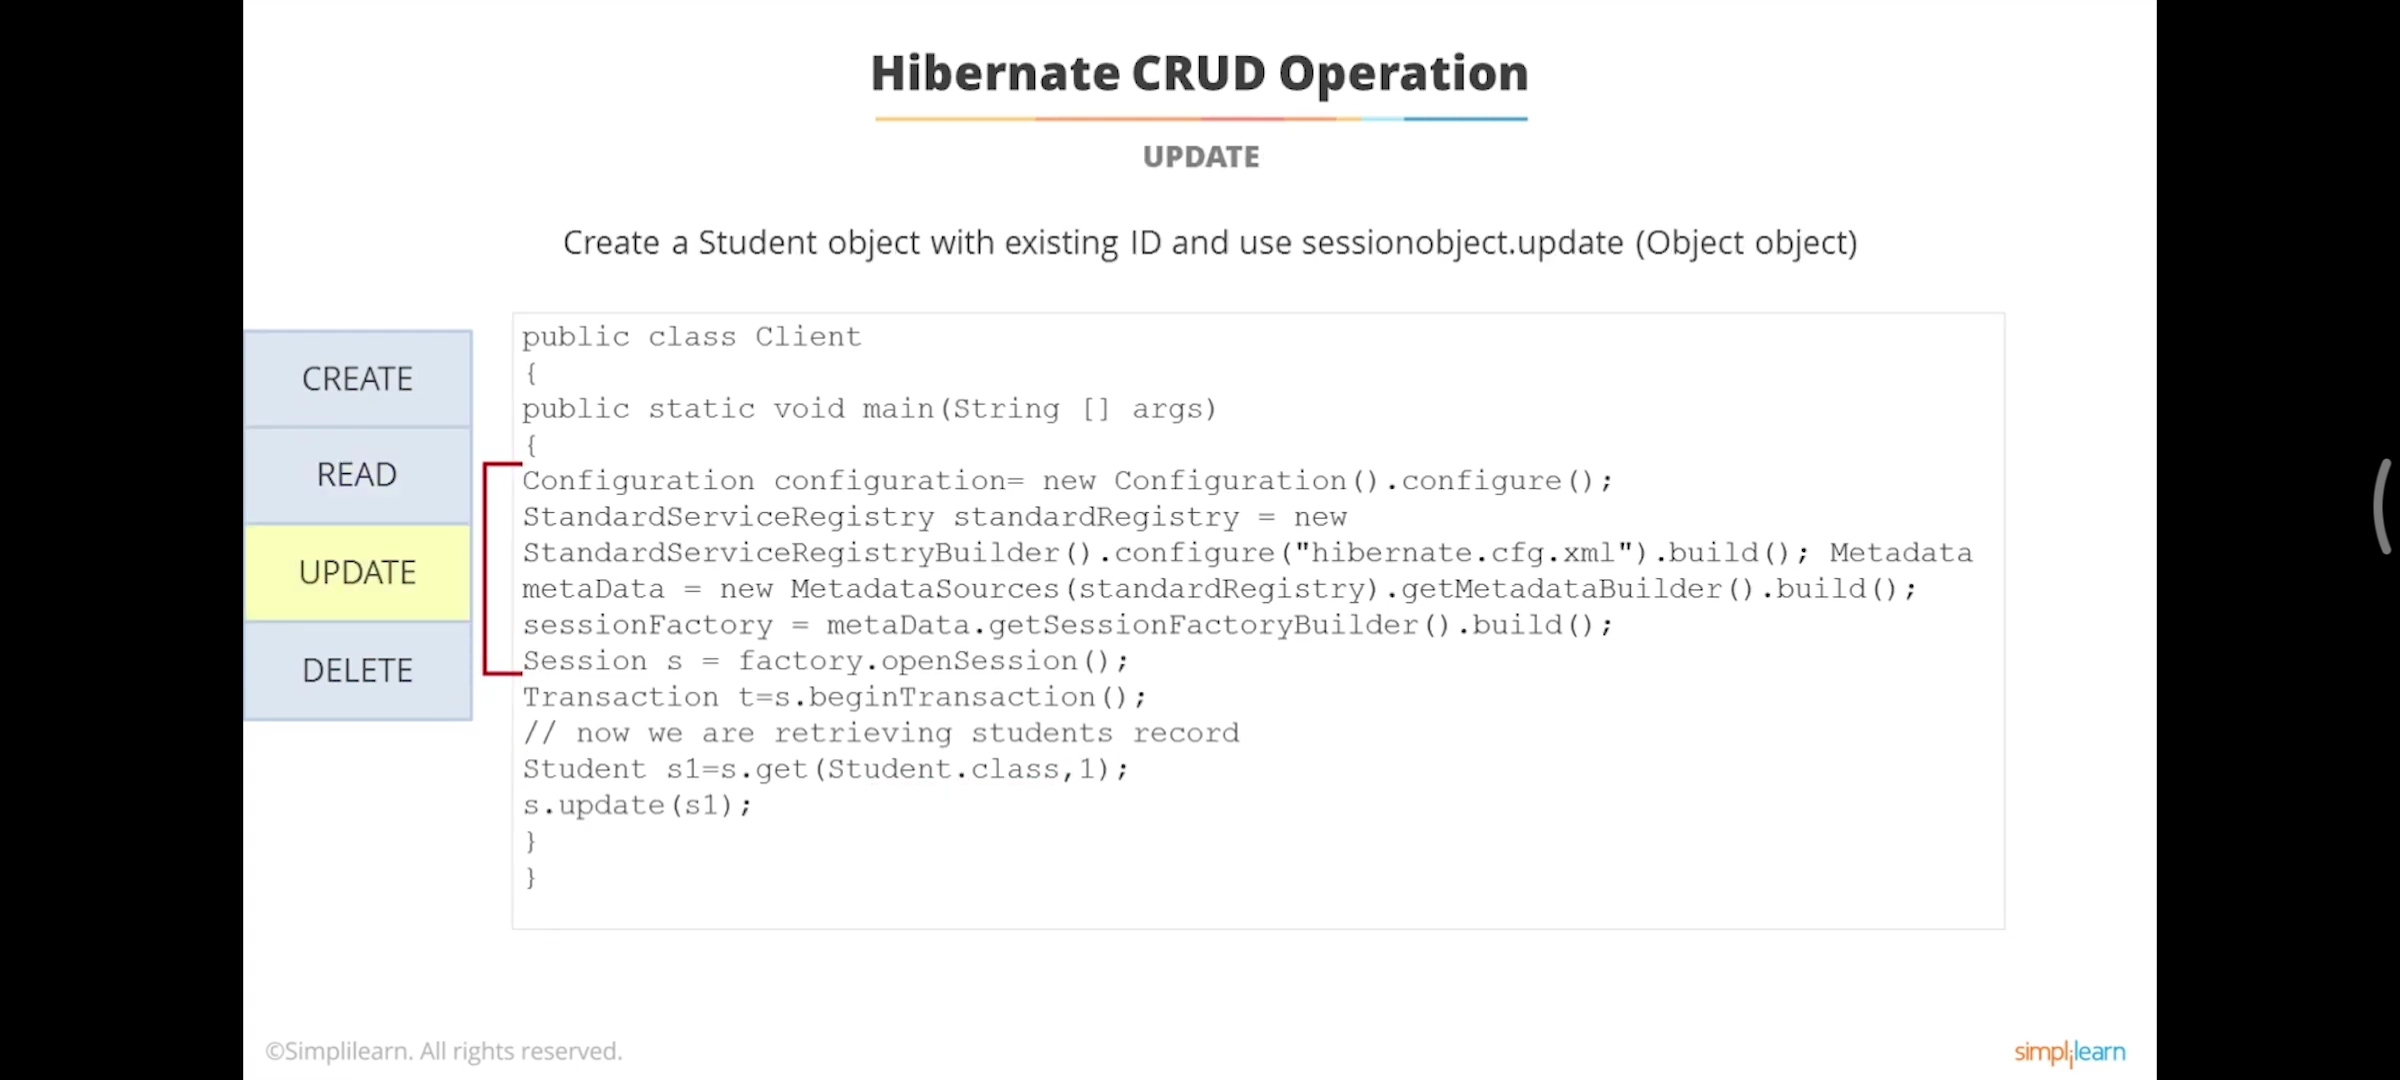 Hibernate CRUD Operation
UPDATE
Create a Student object with existing ID and use sessionobject.update (Object object)
CREATE
READ
UPDATE
DELETE
public class Client
{
public static void main(String [] args)
{
Configuration configuration= new Configuration().configure();
StandardServiceRegistry standardRegistry = new
StandardServiceRegistryBuilder().configure("hibernate.cfg.xml").build(); Metadata
metaData = new MetadataSources(standardRegistry).getMetadataBuilder().build();
sessionFactory = metaData.getSessionFactoryBuilder().build();
Session s = factory.openSession();
Transaction t=s.beginTransaction();
// now we are retrieving students record
Student s1=s.get(Student.class,1);
s.update(s1);
}
}
©Simplilearn. All rights reserved.
simplilearn